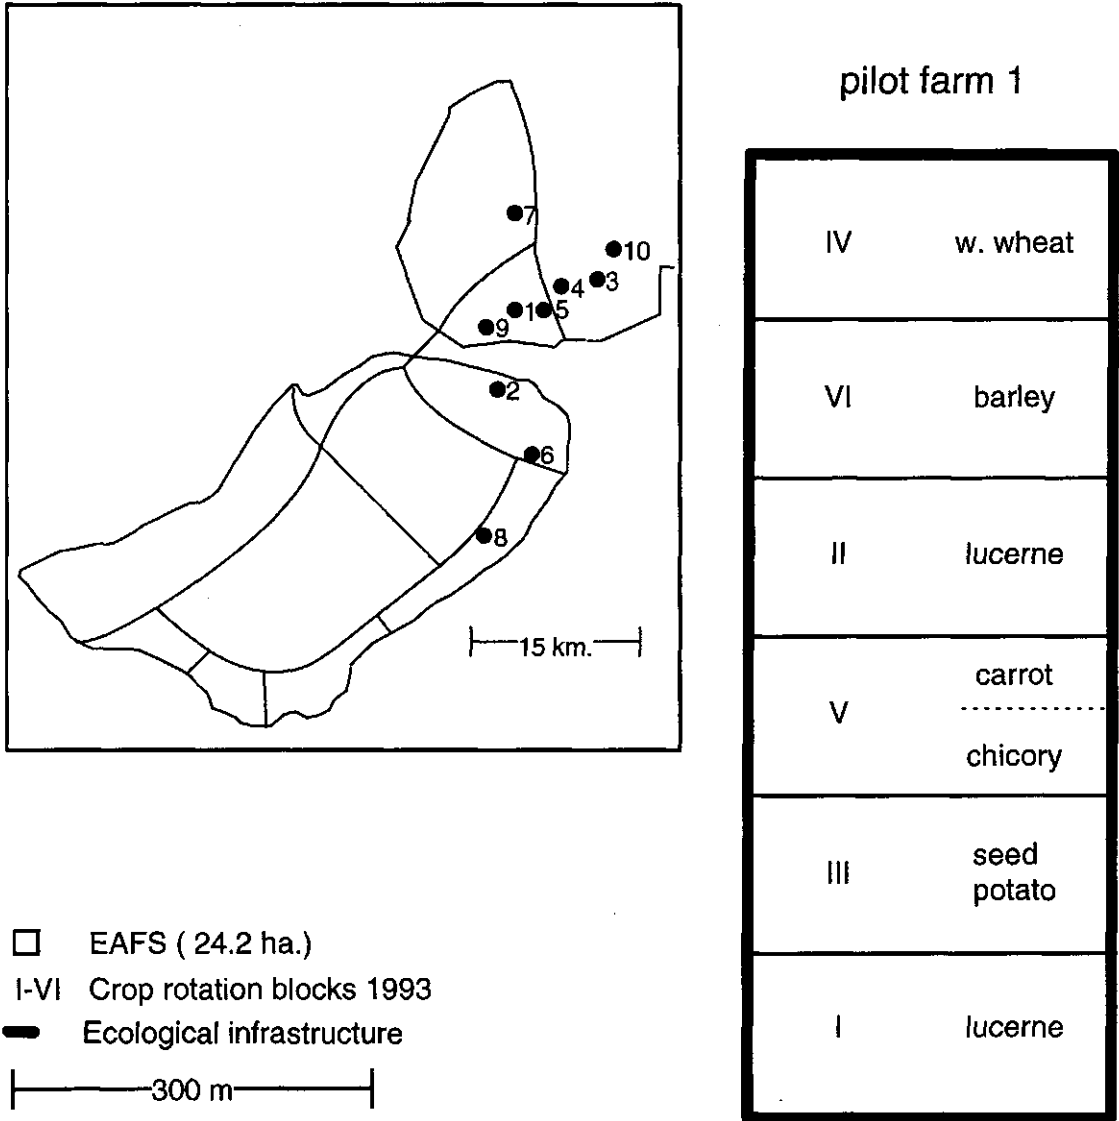 7
10
3
4
1
5
9
2
6
8
15 km.
pilot farm 1
IV w. wheat
VI barley
II lucerne
carrot
V
chicory
III seed
potato
I lucerne
EAFS ( 24.2 ha.)
I-VI Crop rotation blocks 1993
Ecological infrastructure
300 m